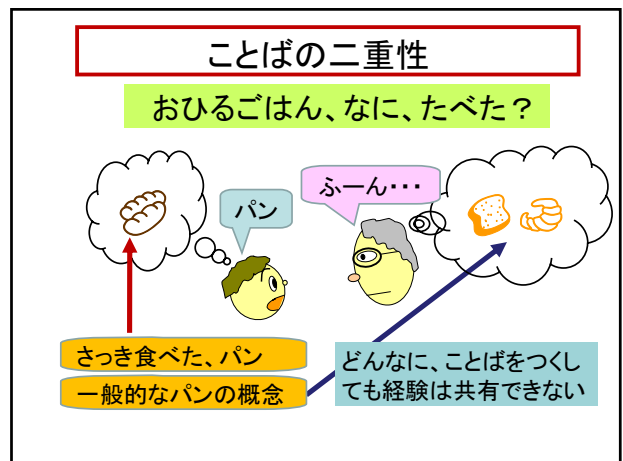 ことばの二重性
おひるごはん、なに、たべた？
ふーん・・・
パン
さっき食べた、パン
一般的なパンの概念
どんなに、ことばをつくし
ても経験は共有できない